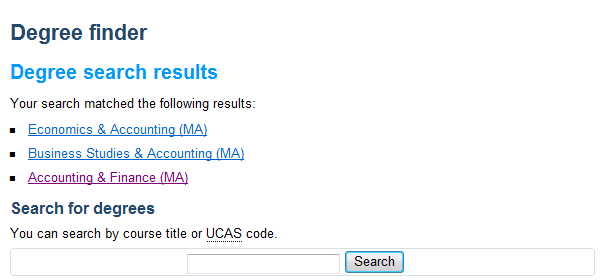 Degree finder
Degree search results
Your search matched the following results:
Economics & Accounting (MA)
Business Studies & Accounting (MA)
Accounting & Finance (MA)
Search for degrees
You can search by course title or UCAS code.
Search